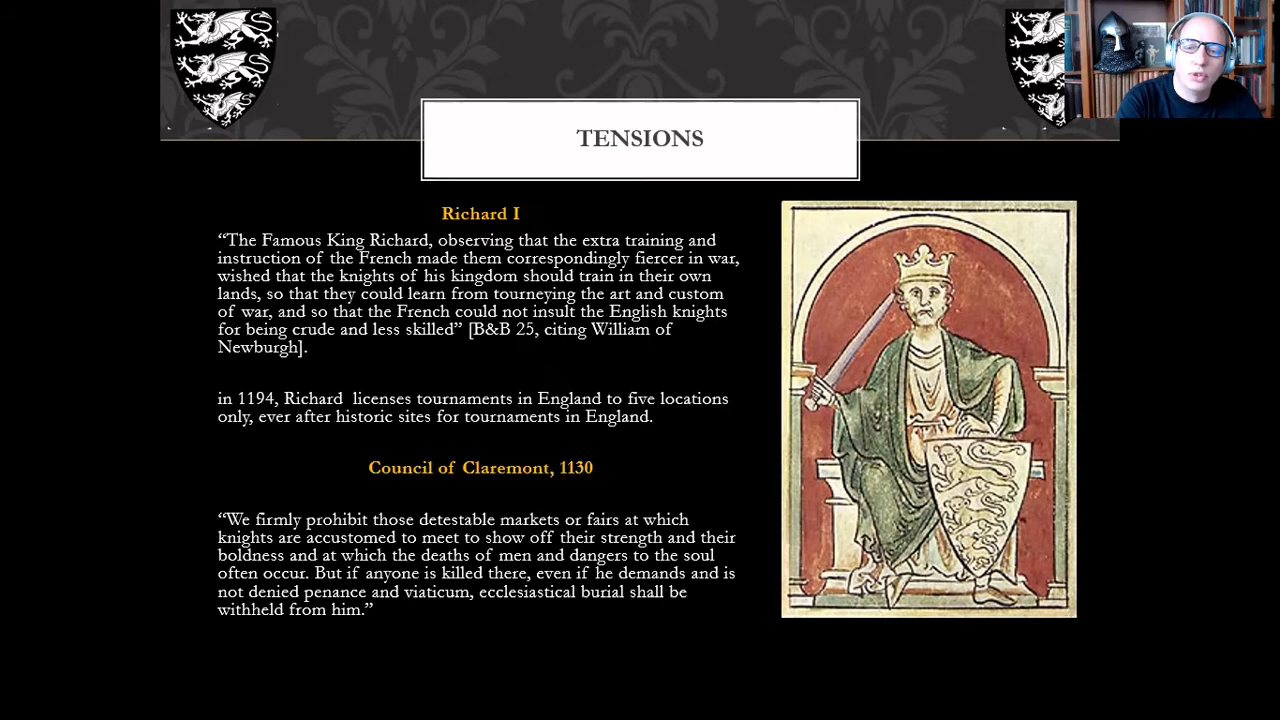 TENSIONS
Richard I
“The Famous King Richard, observing that the extra training and
instruction of the French made them correspondingly fiercer in war,
wished that the knights of his kingdom should train in their own
lands, so that they could learn from tourneying the art and custom
of war, and so that the French could not insult the English knights
for being crude and less skilled” [B&B 25, citing William of
Newburgh].
in 1194, Richard licenses tournaments in England to five locations
only, ever after historic sites for tournaments in England.
Council of Claremont, 1130
“We firmly prohibit those detestable markets or fairs at which
knights are accustomed to meet to show off their strength and their
boldness and at which the deaths of men and dangers to the soul
often occur. But if anyone is killed there, even if he demands and is
not denied penance and viaticum, ecclesiastical burial shall be
withheld from him.”